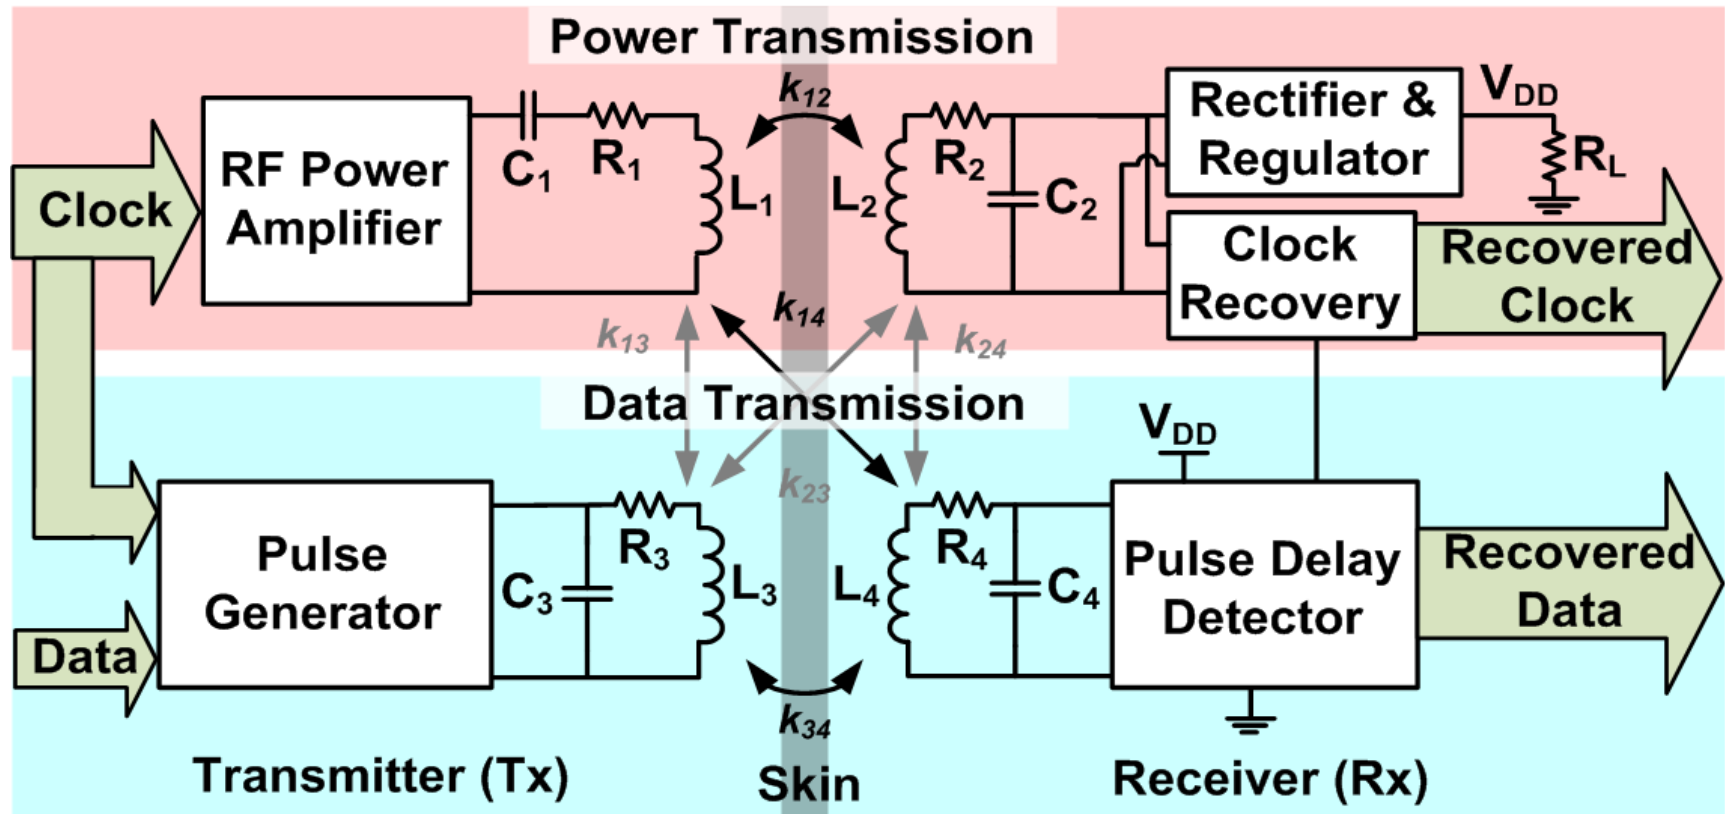 Power Transmission
k12
VDD
Rectifier &
Regulator
RL
RF Power
Amplifier
C1
R1
L1
L2
R2
C2
Clock
Clock
Recovery
Recovered
Clock
k13
k14
k24
Data Transmission
k23
VDD
Pulse
Generator
C3
R3
L3
L4
R4
C4
Pulse Delay
Detector
Recovered
Data
Data
k34
Transmitter (Tx)
Skin
Receiver (Rx)